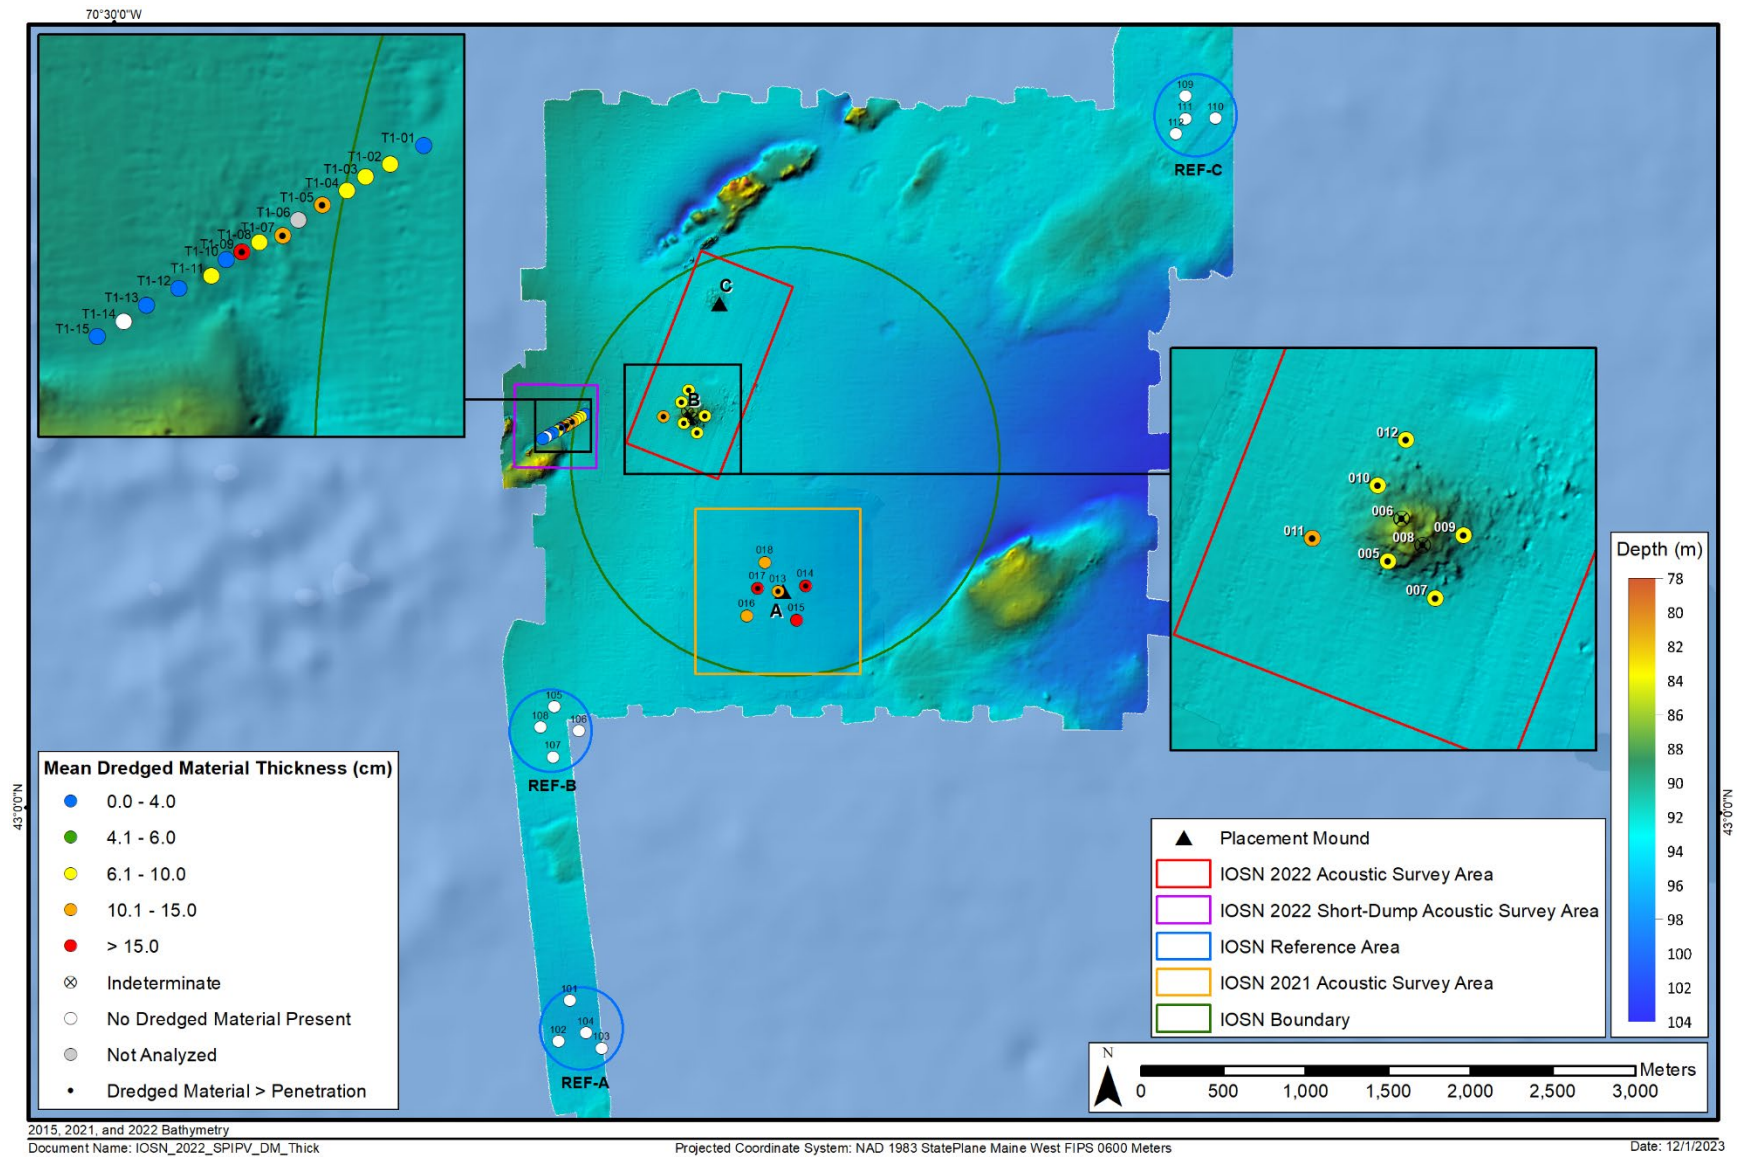 70°30'0"W
T1-01
T1-02
T1-03
T1-04
T1-05
T1-06
T1-07
T1-08
T1-09
T1-10
T1-11
T1-12
T1-13
T1-14
T1-15
109
111
110
112
REF-C
C
B
012
010
006
009
011
008
005
007
018
017
013
014
016
A
015
105
108
106
107
REF-B
101
104
102
103
REF-A
Depth (m)
78
80
82
84
86
88
90
92
94
96
98
100
102
104
43°0'0"N
43°0'0"N
Mean Dredged Material Thickness (cm)
0.0 - 4.0
4.1 - 6.0
6.1 - 10.0
10.1 - 15.0
> 15.0
Indeterminate
No Dredged Material Present
Not Analyzed
Dredged Material > Penetration
Placement Mound
IOSN 2022 Acoustic Survey Area
IOSN 2022 Short-Dump Acoustic Survey Area
IOSN Reference Area
IOSN 2021 Acoustic Survey Area
IOSN Boundary
N
Meters
0 500 1,000 1,500 2,000 2,500 3,000
2015, 2021, and 2022 Bathymetry
Document Name: IOSN_2022_SPIPV_DM_Thick
Projected Coordinate System: NAD 1983 StatePlane Maine West FIPS 0600 Meters
Date: 12/1/2023